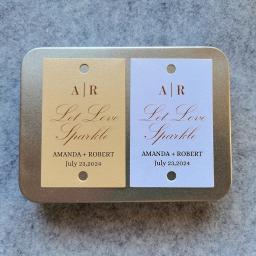 A|R
Let Love
Sparkle
AMANDA + ROBERT
July 23,2024
A|R
Let Love
Sparkle
AMANDA + ROBERT
July 23,2024